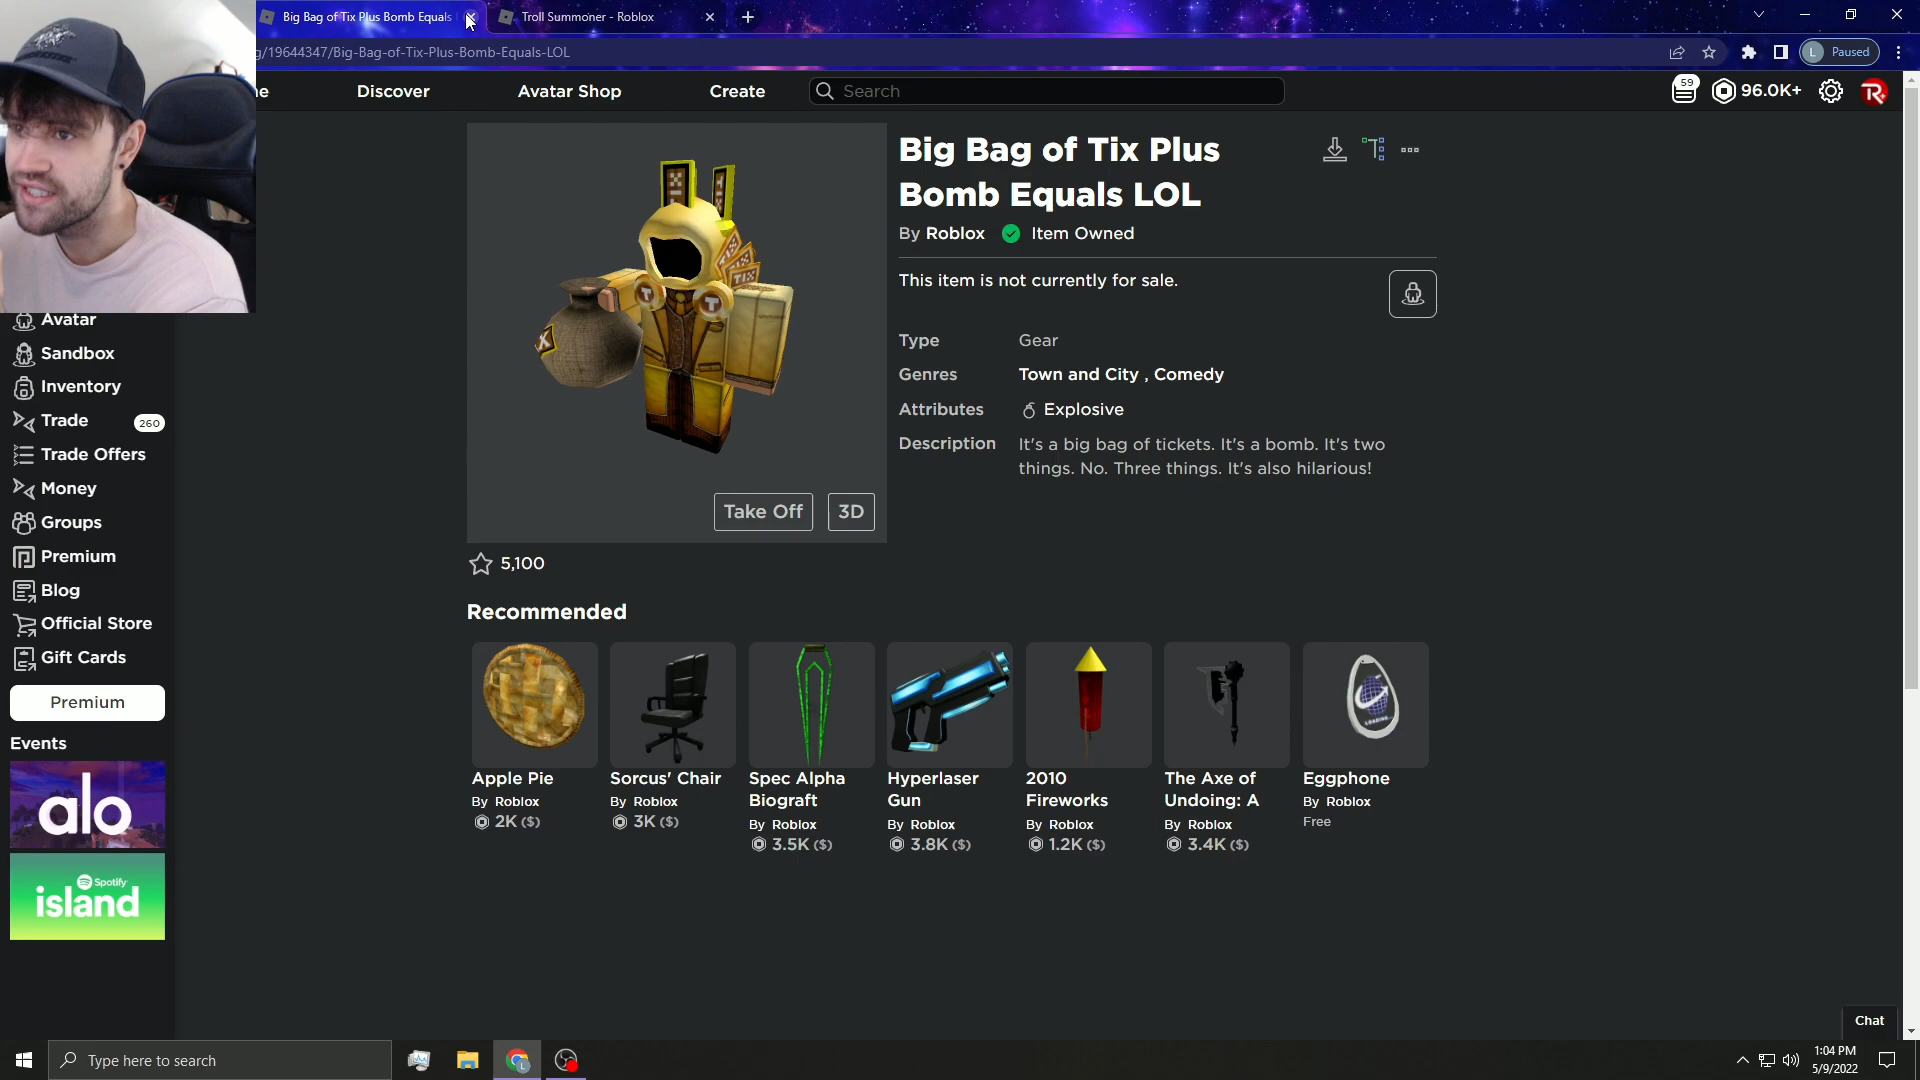 Big Bag of Tix Plus Bomb Equals
Troll Summoner - Roblox
g/19644347/Big-Bag-of-Tix-Plus-Bomb-Equals-LOL
L Paused
Discover
Avatar Shop
Create
Search
59
96.0K+
Big Bag of Tix Plus
Bomb Equals LOL
By Roblox
Item Owned
This item is not currently for sale.
Type
Gear
Genres
Town and City , Comedy
Attributes
Explosive
Description
It's a big bag of tickets. It's a bomb. It's two
things. No. Three things. It's also hilarious!
Take Off
3D
5,100
Avatar
Sandbox
Inventory
Trade
260
Trade Offers
Money
Groups
Premium
Blog
Official Store
Gift Cards
Premium
Events
alo
Spotify
island
Recommended
Apple Pie
By Roblox
2K ($)
Sorcus' Chair
By Roblox
3K ($)
Spec Alpha
Biograft
By Roblox
3.5K ($)
Hyperlaser
Gun
By Roblox
3.8K ($)
2010
Fireworks
By Roblox
1.2K ($)
The Axe of
Undoing: A
By Roblox
3.4K ($)
LOADING
Eggphone
By Roblox
Free
Chat
Type here to search
1:04 PM
5/9/2022